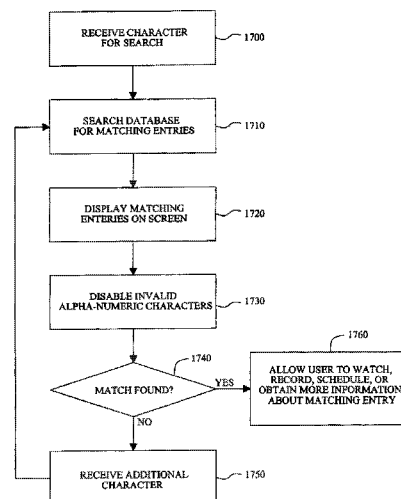 RECEIVE CHARACTER
FOR SEARCH
1700
SEARCH DATABASE
FOR MATCHING ENTRIES
1710
DISPLAY MATCHING
ENTERIES ON SCREEN
1720
DISABLE INVALID
ALPHA-NUMERIC CHARACTERS
1730
1740
MATCH FOUND?
YES
NO
1760
ALLOW USER TO WATCH,
RECORD, SCHEDULE, OR
OBTAIN MORE INFORMATION
ABOUT MATCHING ENTRY
RECEIVE ADDITIONAL
CHARACTER
1750